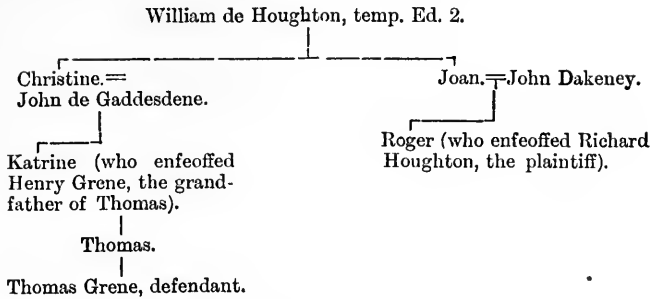 William de Houghton, temp. Ed. 2.
Christine.=
John de Gaddesdene.
Joan.=John Dakeney.
Katrine (who enfeoffed
Henry Grene, the grand-
father of Thomas).
Roger (who enfeoffed Richard
Houghton, the plaintiff).
Thomas.
Thomas Grene, defendant.